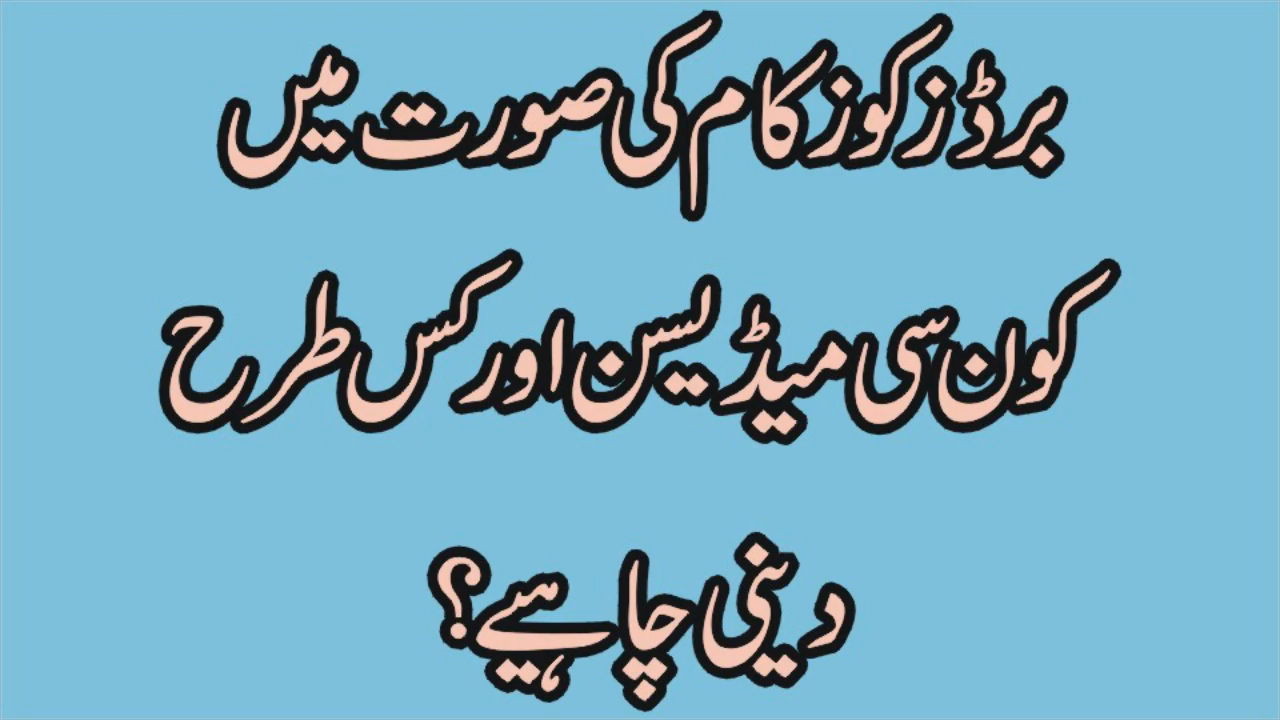 برڈز کو زکام کی صورت میں
کون سی میڈیسن اور کس طرح
دینی چاہیے؟